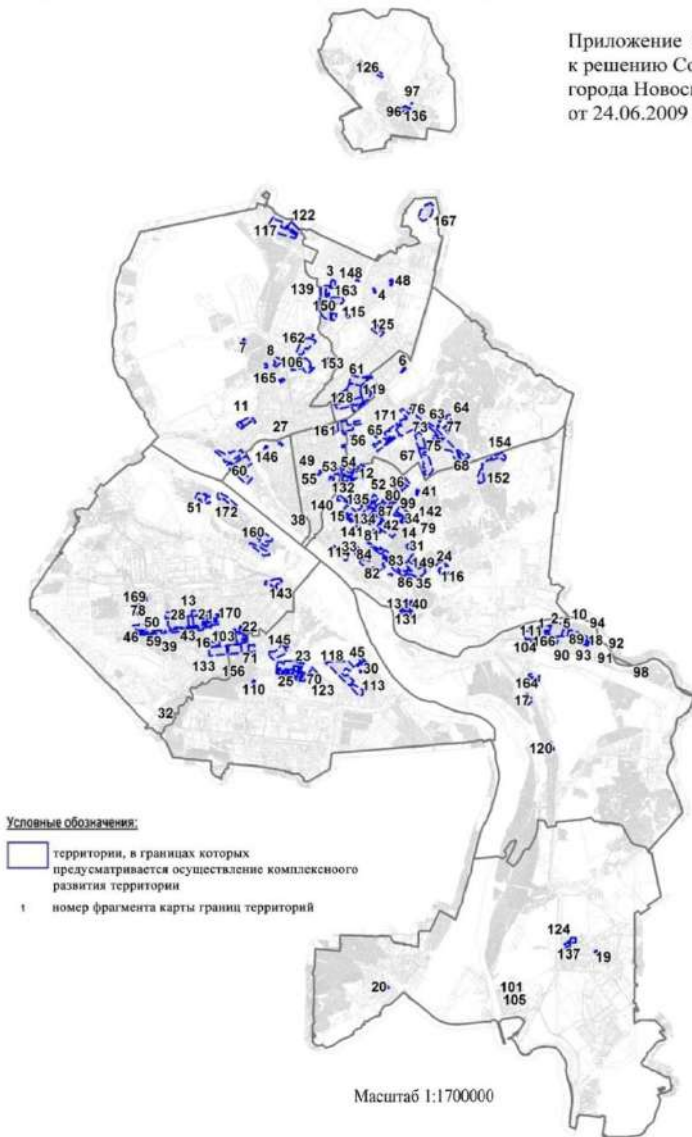 Приложение
к решению Со
города Новоси
от 24.06.2009
126
97
96 136
122
117
167
3 148 48
139 163 4
150 115
125
162
7 8
106 153 6
165 61
119
128
11
171 76 63 64
27 161 73 77
65
56 75 154
146 67 68
60 49 54 152
53 12
55 52 36
132 41
51 172 140 135 80
99
15 87 142
134 34
38 42 79
141 81 14
160 33 31
84 83 149 24
82 86 35 116
143 131 40
131
169
78 13
50 28 21 170
22
46 59 43 103
39 16
133 71 145 23 118 45
156 30
25 70
110 123 113
32
2 10
1 5 94
11 89 18
104 166 92
90 93 91
98
164
17
120
Условные обозначения:
территории, в границах которых
предусматривается осуществление комплексноого
развития территории
1 номер фрагмента карты границ территорий
124
137 19
20
101
105
Масштаб 1:1700000